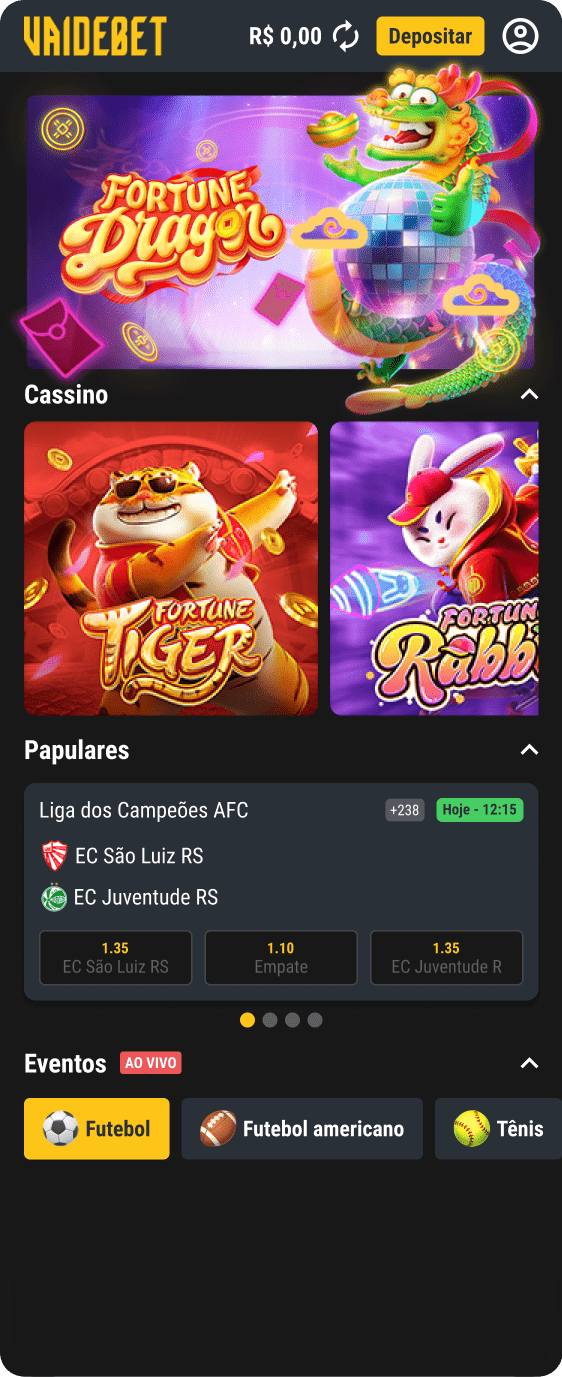 VAIDEBET
R$ 0,00
Depositar
FORTUNE
Dragon
Cassino
FORTUNE
TIGER
FORTUN
Rabb
Papulares
Liga dos Campeões AFC
+238
Hoje - 12:15
EC São Luiz RS
EC Juventude RS
1.35
EC São Luiz RS
1.10
Empate
1.35
EC Juventude R
Eventos
AO VIVO
Futebol
Futebol americano
Tênis